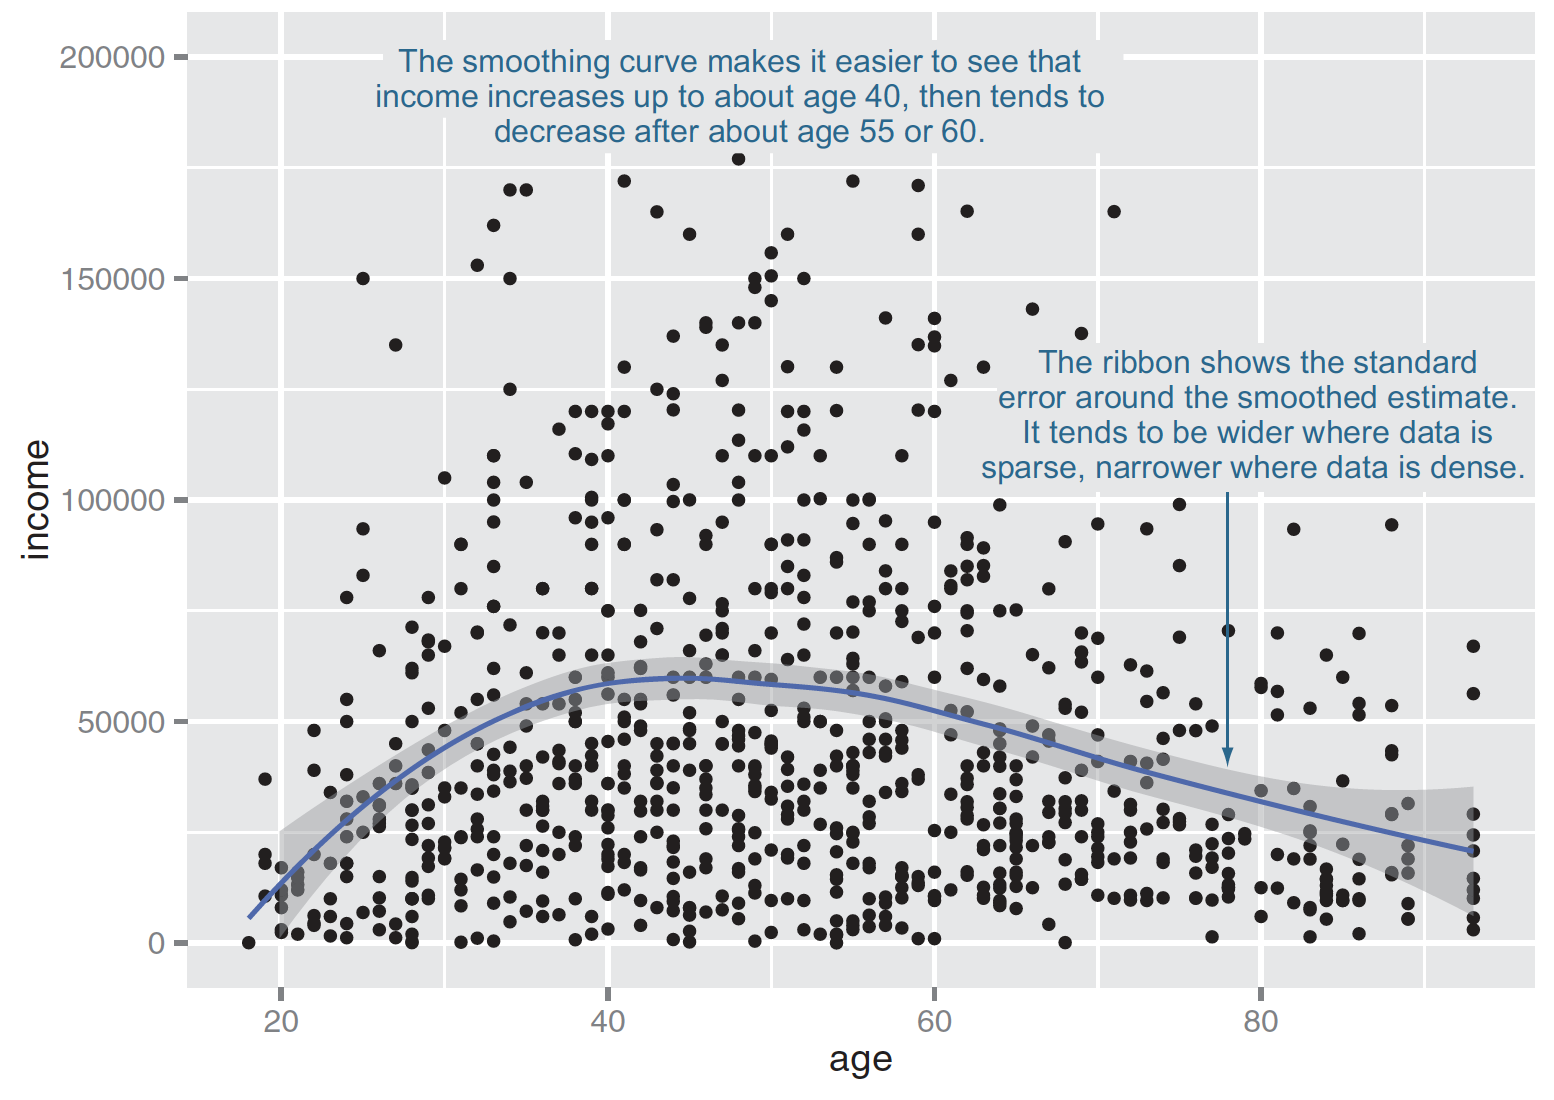 200000
The smoothing curve makes it easier to see that
income increases up to about age 40, then tends to
decrease after about age 55 or 60.
150000
The ribbon shows the standard
error around the smoothed estimate.
It tends to be wider where data is
sparse, narrower where data is dense.
100000
income
50000
0
20 40 60 80
age